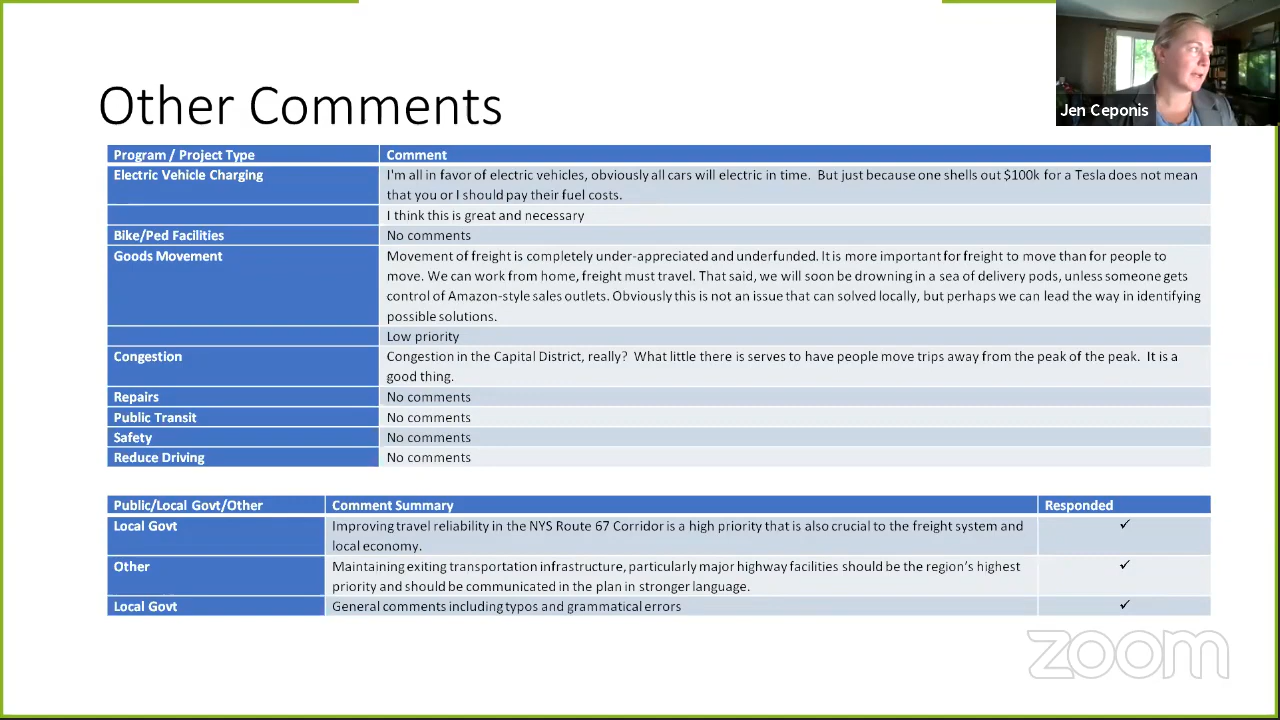 Other Comments
Jen Ceponis
Program / Project Type Comment
Electric Vehicle Charging I'm all in favor of electric vehicles, obviously all cars will electric in time. But just because one shells out $100k for a Tesla does not mean
that you or I should pay their fuel costs.
I think this is great and necessary
Bike/Ped Facilities No comments
Goods Movement Movement of freight is completely under-appreciated and underfunded. It is more important for freight to move than for people to
move. We can work from home, freight must travel. That said, we will soon be drowning in a sea of delivery pods, unless someone gets
control of Amazon-style sales outlets. Obviously this is not an issue that can solved locally, but perhaps we can lead the way in identifying
possible solutions.
Low priority
Congestion Congestion in the Capital District, really? What little there is serves to have people move trips away from the peak of the peak. It is a
good thing.
Repairs No comments
Public Transit No comments
Safety No comments
Reduce Driving No comments
Public/Local Govt/Other Comment Summary Responded
Local Govt Improving travel reliability in the NYS Route 67 Corridor is a high priority that is also crucial to the freight system and ✓
local economy.
Other Maintaining exiting transportation infrastructure, particularly major highway facilities should be the region's highest ✓
priority and should be communicated in the plan in stronger language.
Local Govt General comments including typos and grammatical errors ✓
zoom